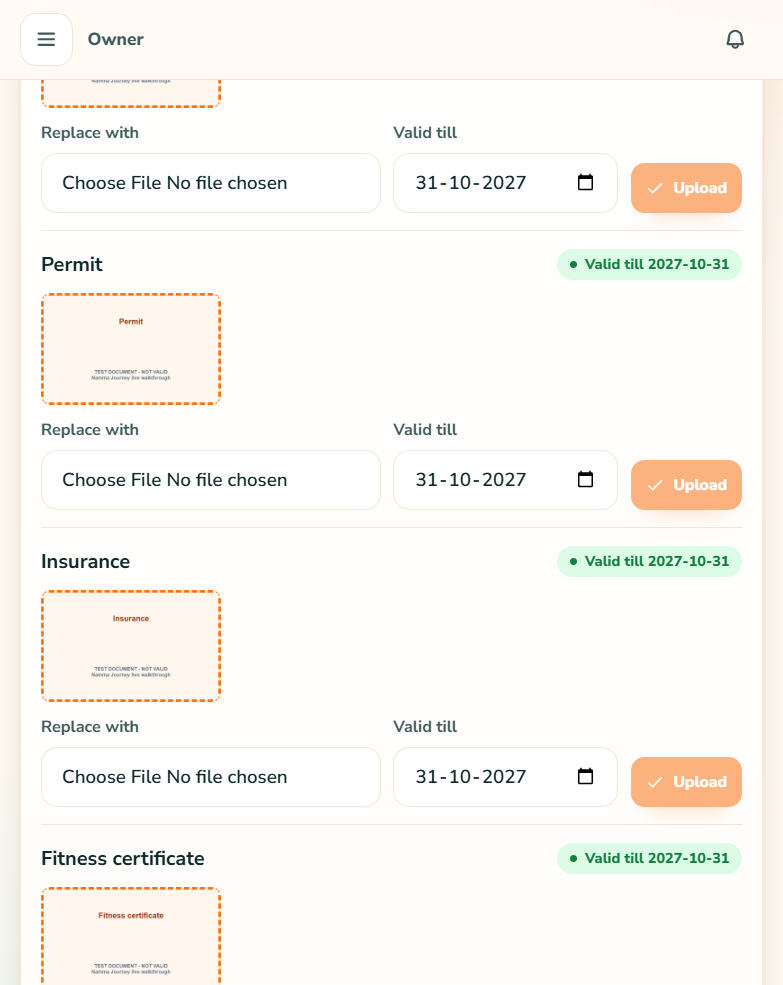 Owner
Namma Journey live walkthrough
Replace with
Valid till
Choose File No file chosen
31-10-2027
Upload
Permit
Valid till 2027-10-31
Permit
TEST DOCUMENT - NOT VALID
Namma Journey live walkthrough
Replace with
Valid till
Choose File No file chosen
31-10-2027
Upload
Insurance
Valid till 2027-10-31
Insurance
TEST DOCUMENT - NOT VALID
Namma Journey live walkthrough
Replace with
Valid till
Choose File No file chosen
31-10-2027
Upload
Fitness certificate
Valid till 2027-10-31
Fitness certificate
TEST DOCUMENT - NOT VALID
Namma Journey live walkthrough